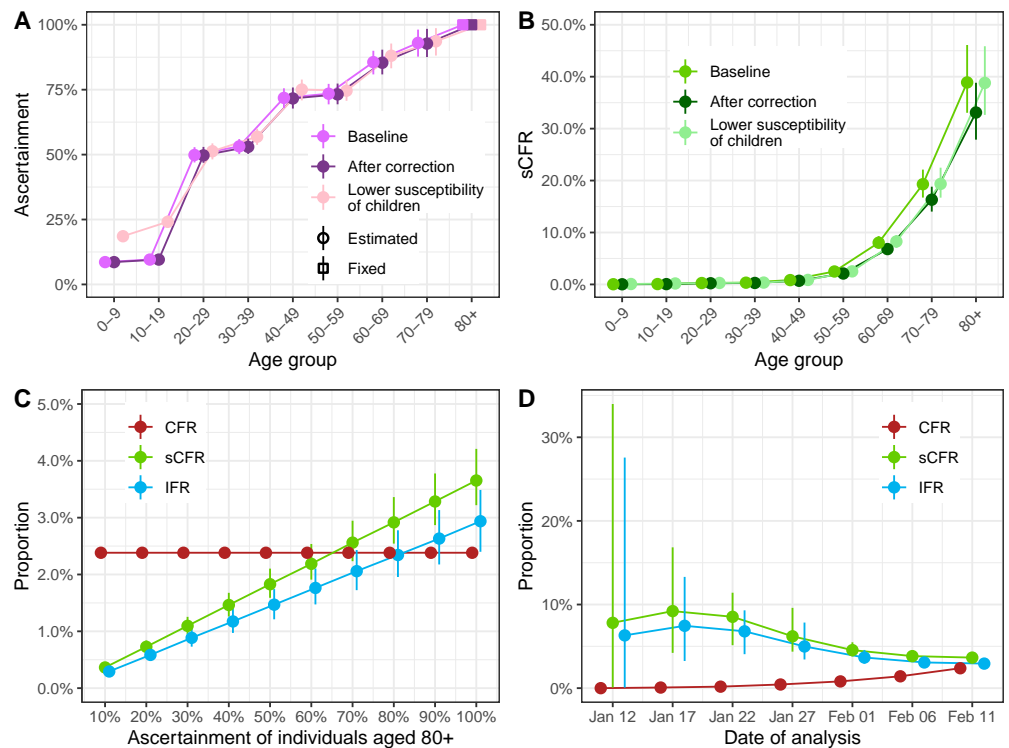 A
100%
75%
50%
25%
0%
Ascertainment
Baseline
After correction
Lower susceptibility
of children
Estimated
Fixed
0–9
10–19
20–29
30–39
40–49
50–59
60–69
70–79
80+
Age group
B
50.0%
40.0%
30.0%
20.0%
10.0%
0.0%
sCFR
Baseline
After correction
Lower susceptibility
of children
0–9
10–19
20–29
30–39
40–49
50–59
60–69
70–79
80+
Age group
C
5.0%
4.0%
3.0%
2.0%
1.0%
0.0%
Proportion
CFR
sCFR
IFR
10% 20% 30% 40% 50% 60% 70% 80% 90% 100%
Ascertainment of individuals aged 80+
D
30%
20%
10%
0%
Proportion
CFR
sCFR
IFR
Jan 12 Jan 17 Jan 22 Jan 27 Feb 01 Feb 06 Feb 11
Date of analysis